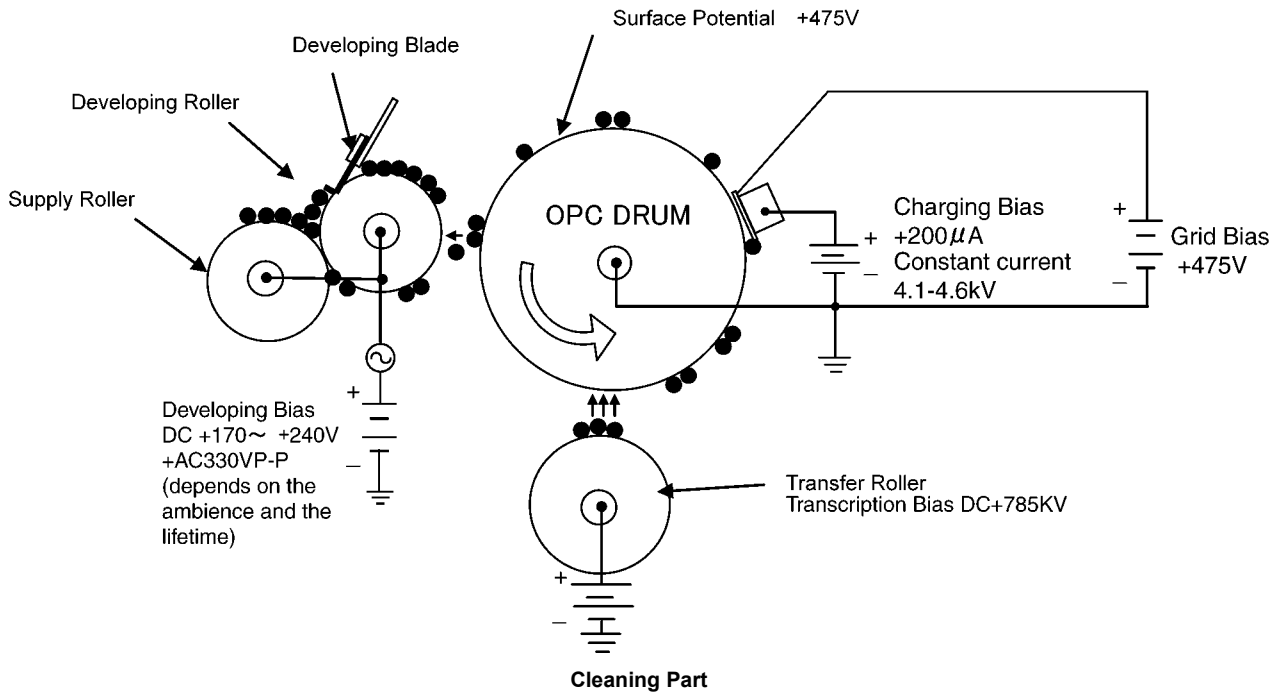 Surface Potential +475V
Developing Blade
Developing Roller
Supply Roller
OPC DRUM
Charging Bias
+200μA
Constant current
4.1-4.6kV
+
−
+
Grid Bias
+475V
−
+
Developing Bias
DC +170～ +240V
+AC330VP-P
(depends on the
ambience and the
lifetime)
−
Transfer Roller
Transcription Bias DC+785KV
+
−
Cleaning Part